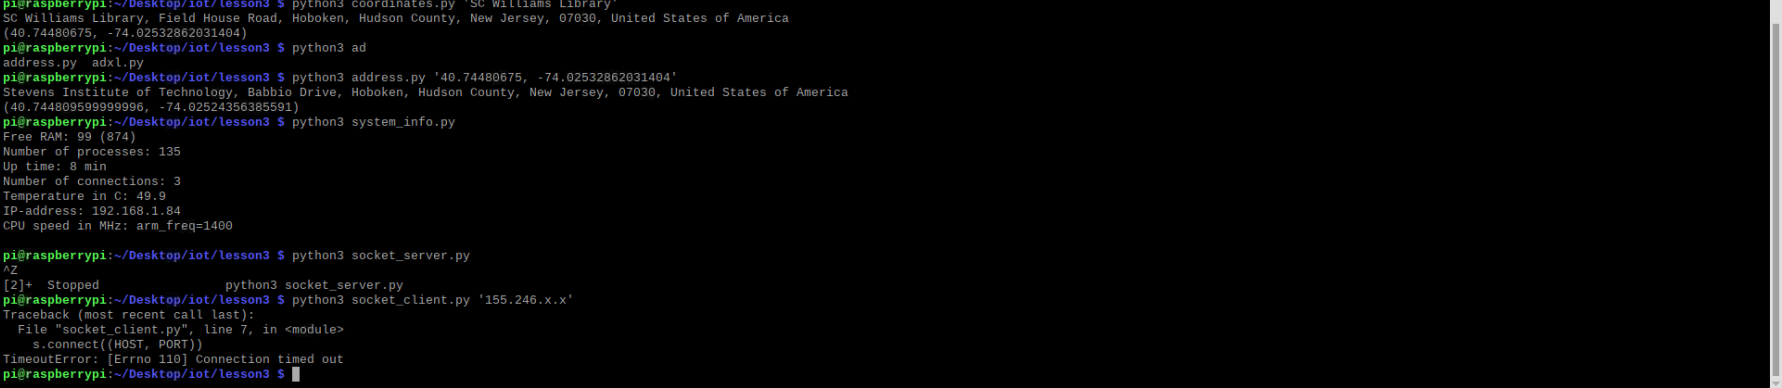 pi@raspberrypi:~/Desktop/iot/lesson3 $ python3 coordinates.py 'SC Williams Library'
SC Williams Library, Field House Road, Hoboken, Hudson County, New Jersey, 07030, United States of America
(40.74480675, -74.02532862031404)
pi@raspberrypi:~/Desktop/iot/lesson3 $ python3 ad
address.py  adxl.py
pi@raspberrypi:~/Desktop/iot/lesson3 $ python3 address.py '40.74480675, -74.02532862031404'
Stevens Institute of Technology, Babbio Drive, Hoboken, Hudson County, New Jersey, 07030, United States of America
(40.744809599999996, -74.02524356385591)
pi@raspberrypi:~/Desktop/iot/lesson3 $ python3 system_info.py
Free RAM: 99 (874)
Number of processes: 135
Up time: 8 min
Number of connections: 3
Temperature in C: 49.9
IP-address: 192.168.1.84
CPU speed in MHz: arm_freq=1400
pi@raspberrypi:~/Desktop/iot/lesson3 $ python3 socket_server.py
^Z
[2]+  Stopped                 python3 socket_server.py
pi@raspberrypi:~/Desktop/iot/lesson3 $ python3 socket_client.py '155.246.x.x'
Traceback (most recent call last):
  File "socket_client.py", line 7, in <module>
    s.connect((HOST, PORT))
TimeoutError: [Errno 110] Connection timed out
pi@raspberrypi:~/Desktop/iot/lesson3 $